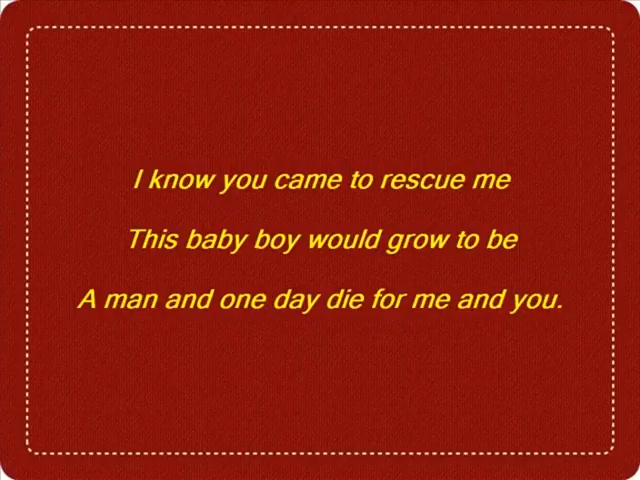 I know you came to rescue me
This baby boy would grow to be
A man and one day die for me and you.